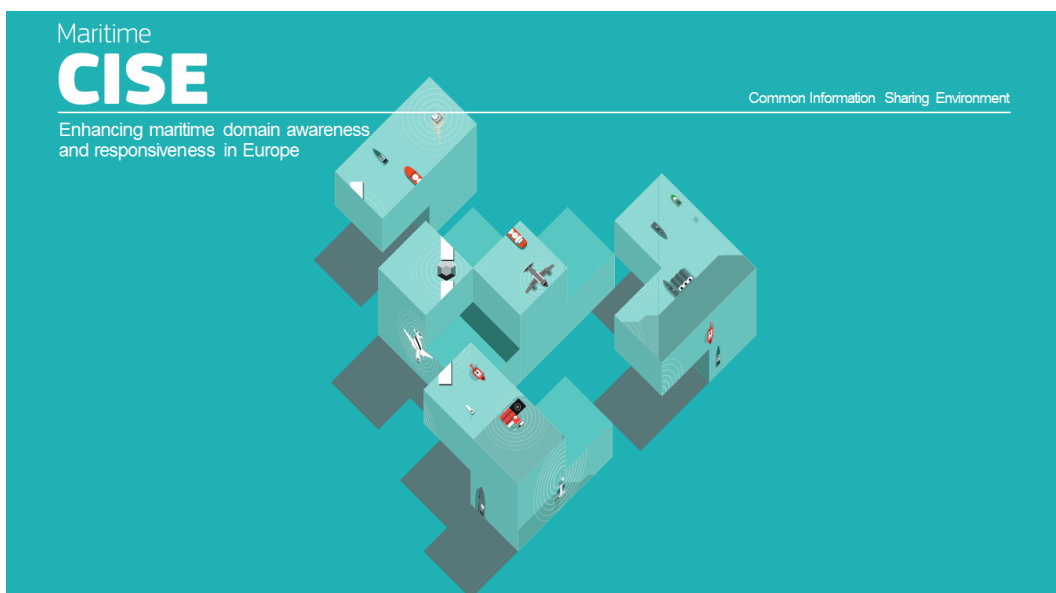 Maritime
CISE
Common Information Sharing Environment
Enhancing maritime domain awareness
and responsiveness in Europe